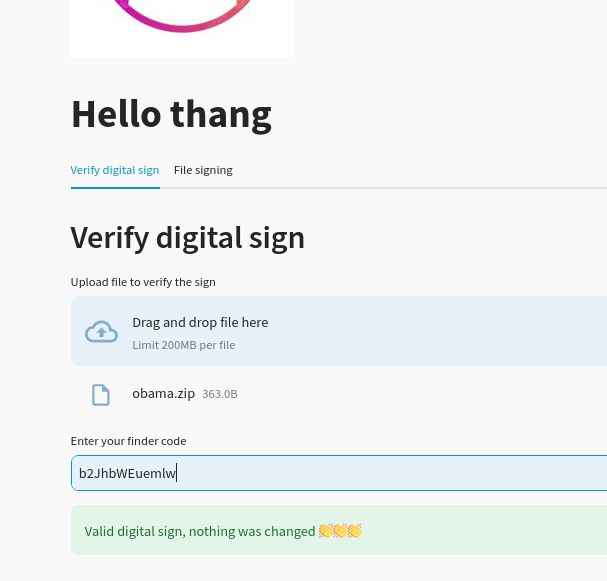 Hello thang
Verify digital sign File signing
Verify digital sign
Upload file to verify the sign
Drag and drop file here
Limit 200MB per file
obama.zip 363.0B
Enter your finder code
b2JhbWEuemlw
Valid digital sign, nothing was changed 👏👏👏